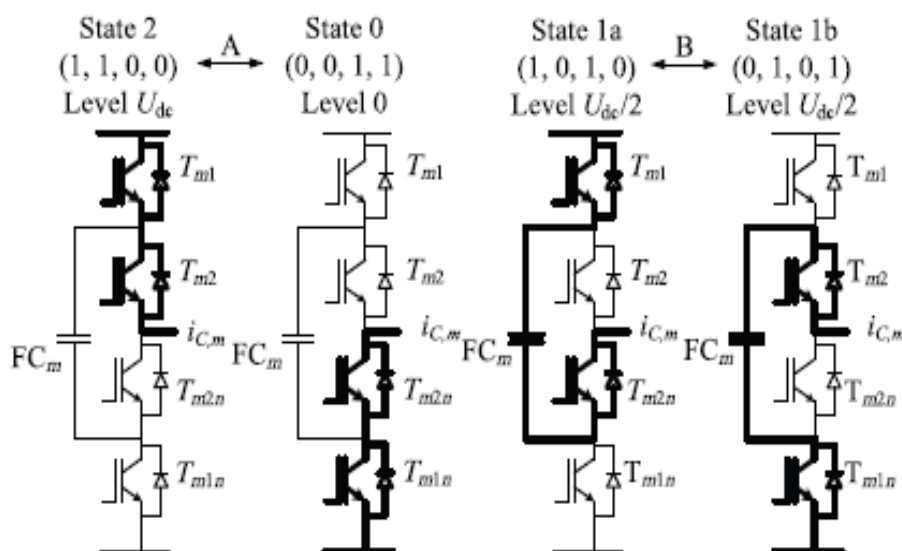 State 2
A
State 0
State 1a
B
State 1b
(1, 1, 0, 0)
(0, 0, 1, 1)
(1, 0, 1, 0)
(0, 1, 0, 1)
Level Udc
Level 0
Level Udc/2
Level Udc/2
Tm1
Tm1
Tm1
Tm1
Tm2
Tm2
Tm2
Tm2
iC,m
iC,m
iC,m
iC,m
FCm
FCm
FCm
FCm
Tm2n
Tm2n
Tm2n
Tm2n
Tm1n
Tm1n
Tm1n
Tm1n